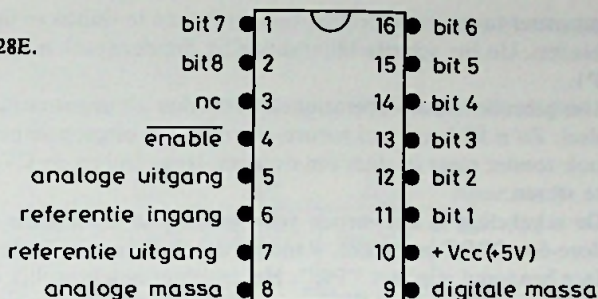 28E.
bit 7 1 16 bit 6
bit 8 2 15 bit 5
nc 3 14 bit 4
enable 4 13 bit 3
analoge uitgang 5 12 bit 2
referentie ingang 6 11 bit 1
referentie uitgang 7 10 +Vcc(+5V)
analoge massa 8 9 digitale massa